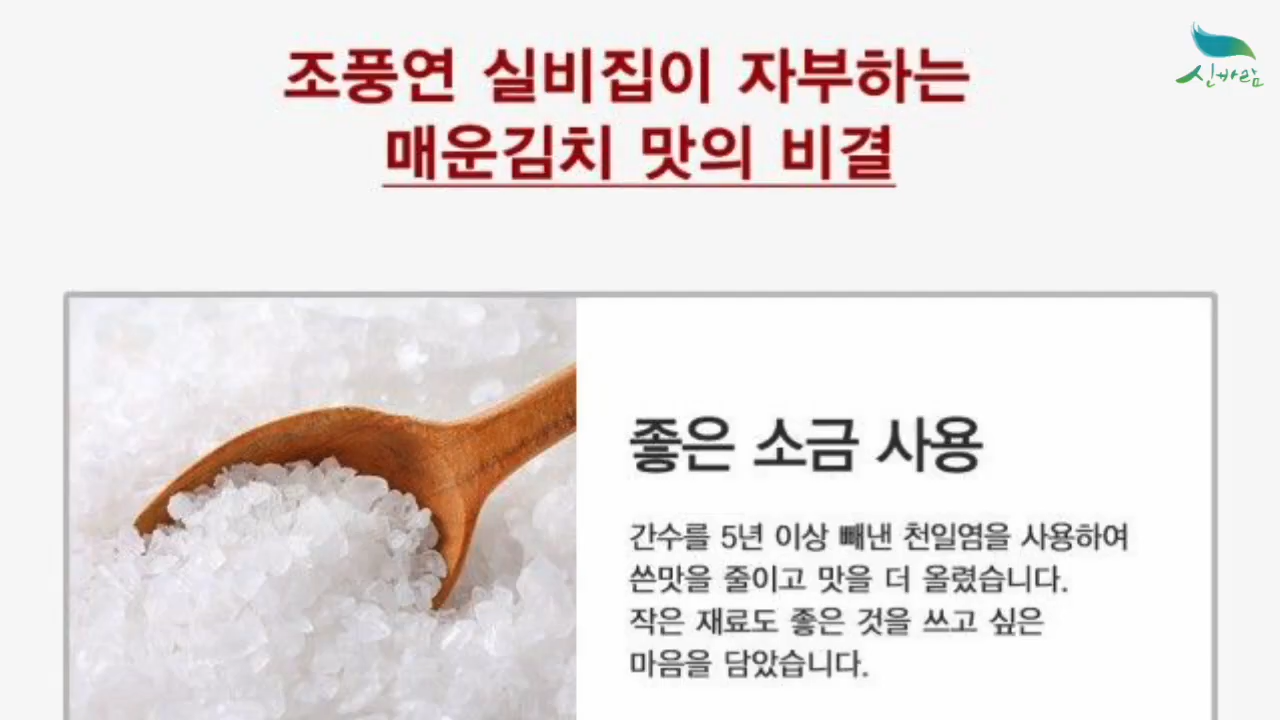 조풍연 실비집이 자부하는
매운김치 맛의 비결
신바람
좋은 소금 사용
간수를 5년 이상 빼낸 천일염을 사용하여
쓴맛을 줄이고 맛을 더 올렸습니다.
작은 재료도 좋은 것을 쓰고 싶은
마음을 담았습니다.